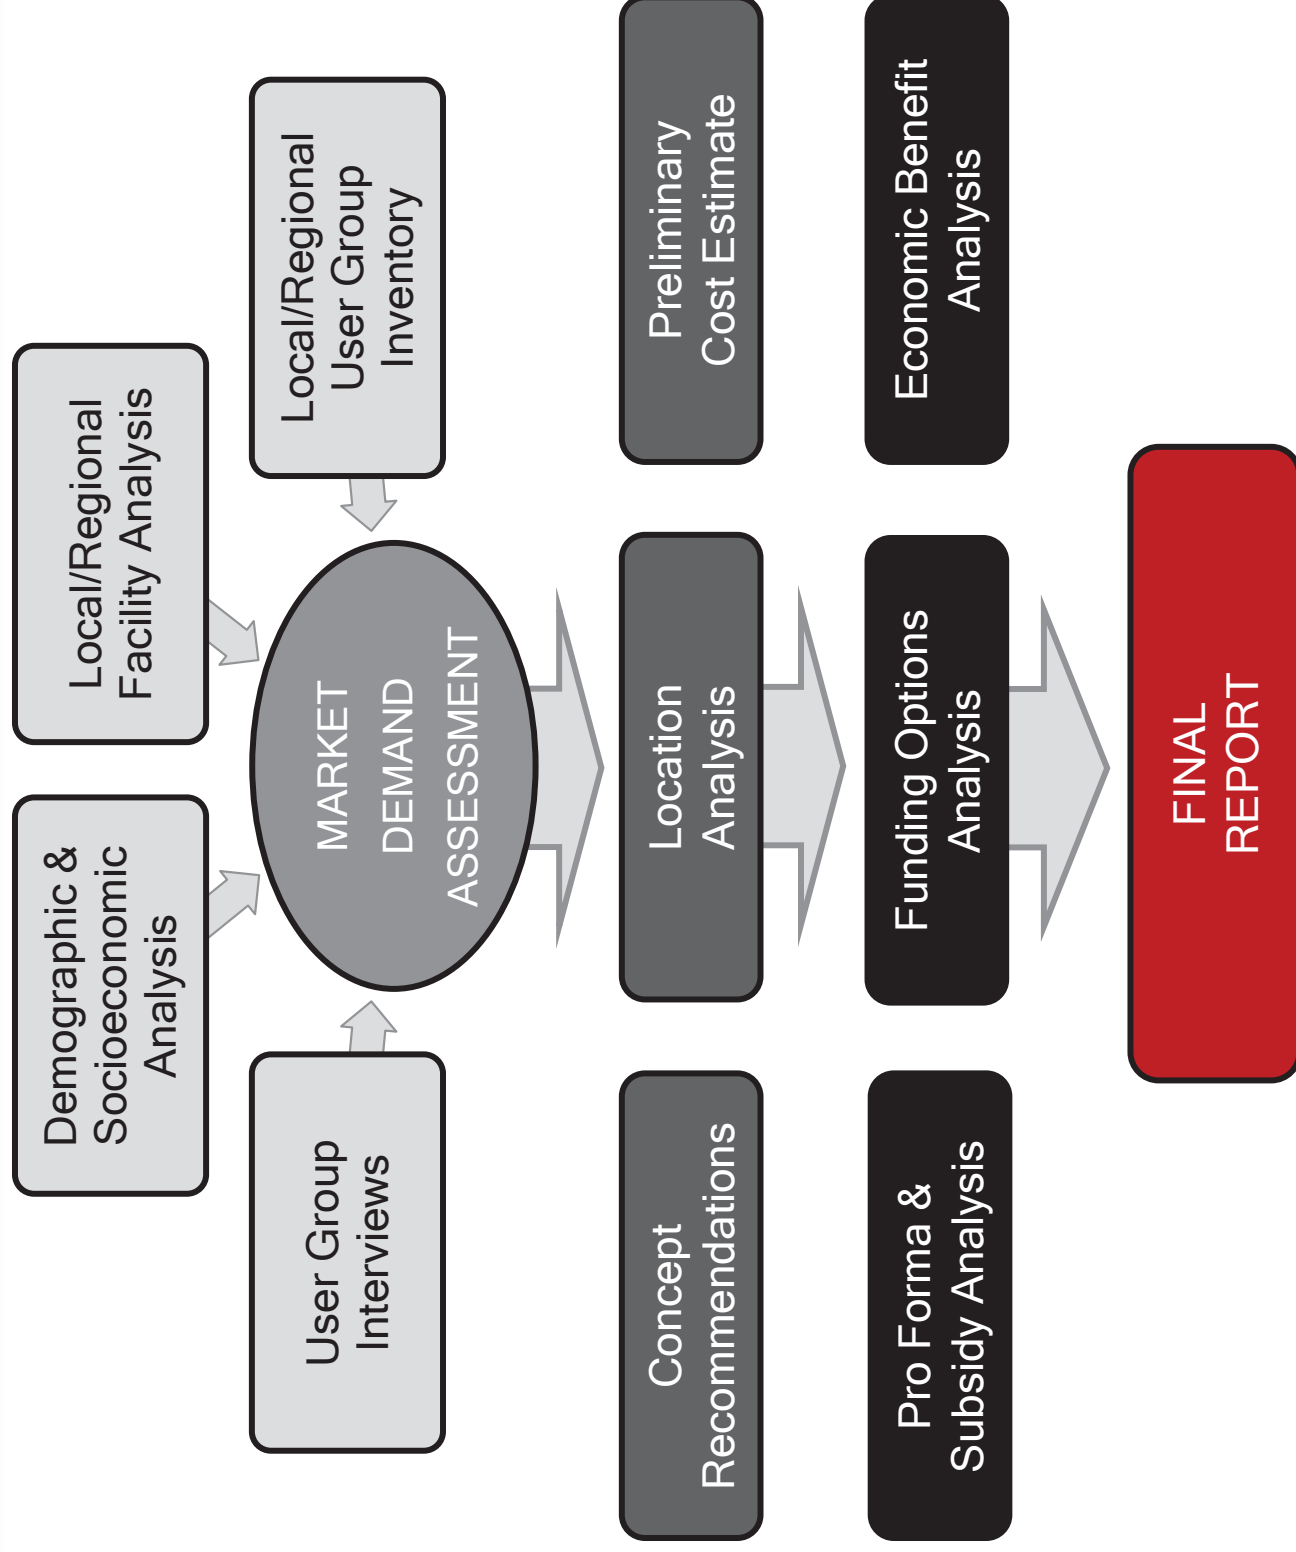 Demographic &
Socioeconomic
Analysis
Local/Regional
Facility Analysis
User Group
Interviews
MARKET
DEMAND
ASSESSMENT
Local/Regional
User Group
Inventory
Concept
Recommendations
Location
Analysis
Preliminary
Cost Estimate
Pro Forma &
Subsidy Analysis
Funding Options
Analysis
Economic Benefit
Analysis
FINAL
REPORT